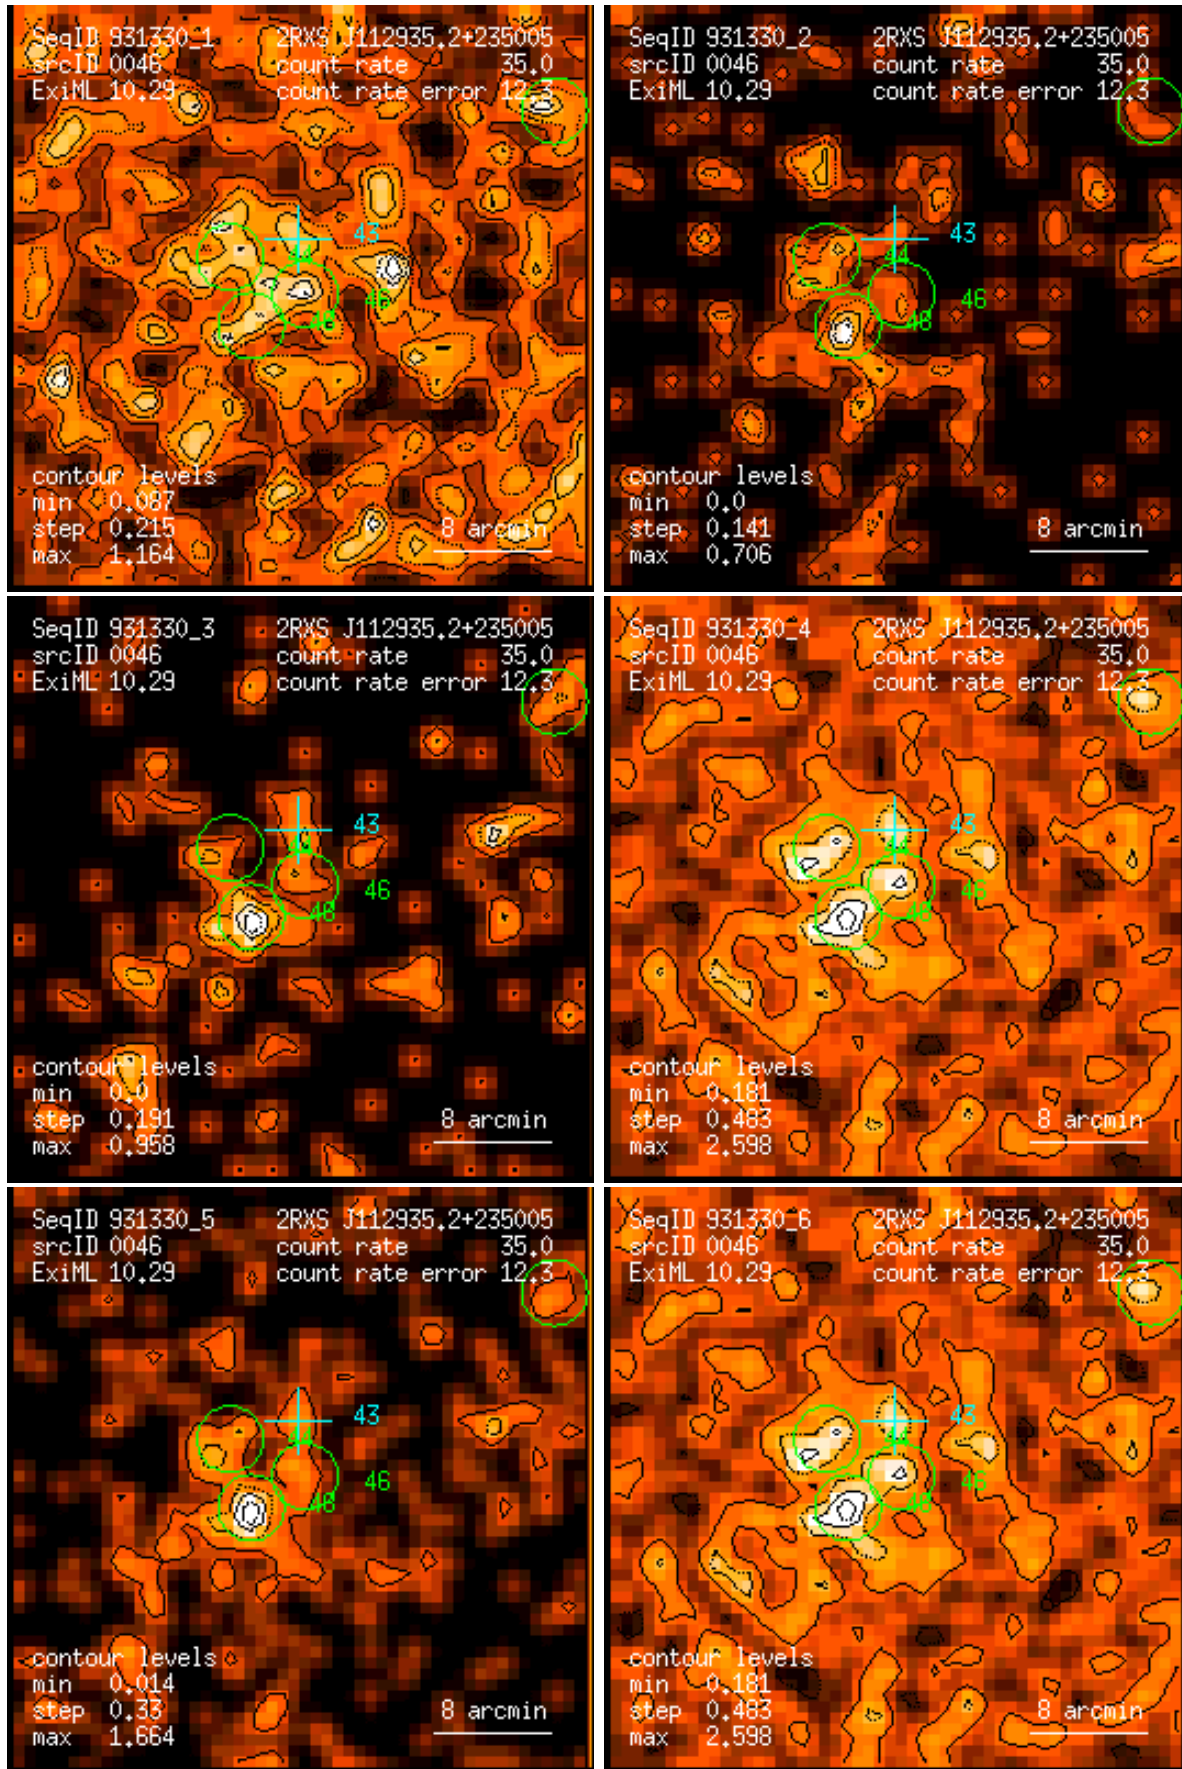 SeqID 931330_1 2RXS J112935.2+235005
srcID 0046 count rate 35.0
ExiML 10.29 count rate error 12.3
43
44
46
48
contour levels
min 0.087
step 0.215 8 arcmin
max 1.164
SeqID 931330_2 2RXS J112935.2+235005
srcID 0046 count rate 35.0
ExiML 10.29 count rate error 12.3
43
44
46
48
contour levels
min 0.0
step 0.141 8 arcmin
max 0.706
SeqID 931330_3 2RXS J112935.2+235005
srcID 0046 count rate 35.0
ExiML 10.29 count rate error 12.3
43
44
46
48
contour levels
min 0.0
step 0.191 8 arcmin
max 0.958
SeqID 931330_4 2RXS J112935.2+235005
srcID 0046 count rate 35.0
ExiML 10.29 count rate error 12.3
43
44
46
48
contour levels
min 0.181
step 0.483 8 arcmin
max 2.598
SeqID 931330_5 2RXS J112935.2+235005
srcID 0046 count rate 35.0
ExiML 10.29 count rate error 12.3
43
44
46
48
contour levels
min 0.014
step 0.33 8 arcmin
max 1.664
SeqID 931330_6 2RXS J112935.2+235005
srcID 0046 count rate 35.0
ExiML 10.29 count rate error 12.3
43
44
46
48
contour levels
min 0.181
step 0.483 8 arcmin
max 2.598